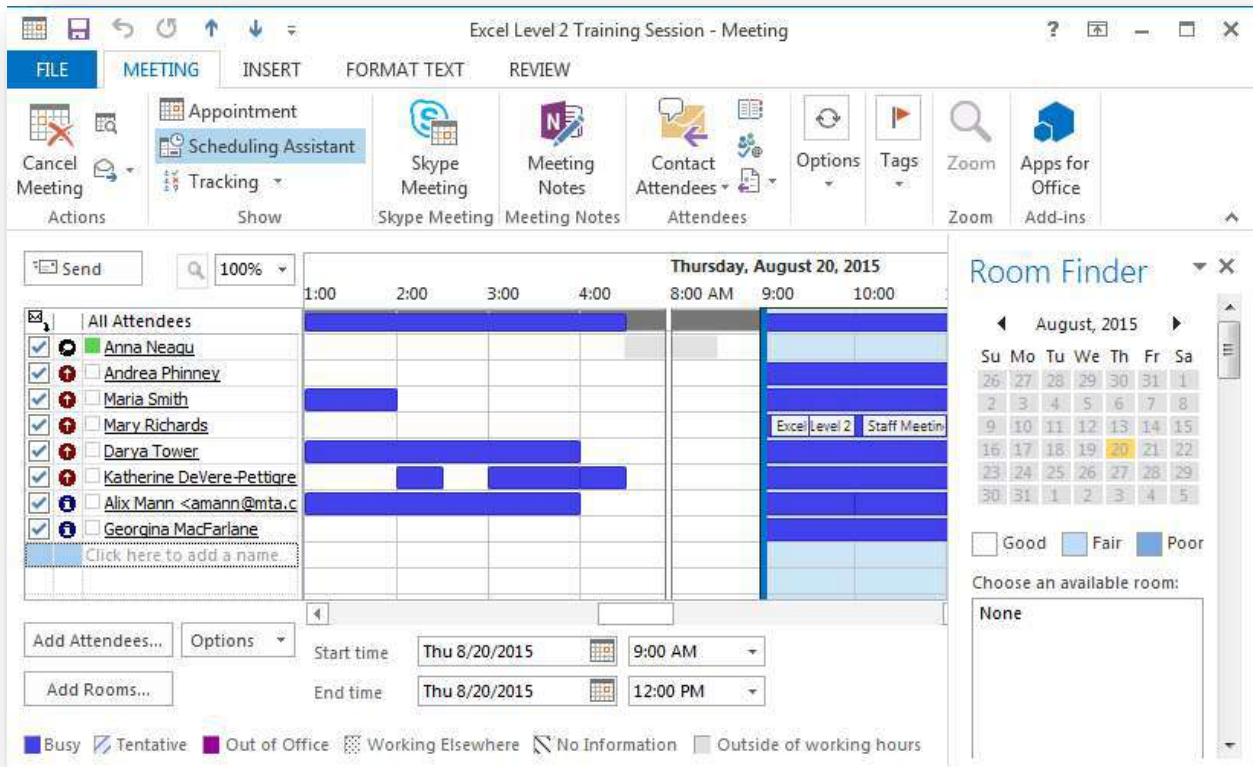 Excel Level 2 Training Session - Meeting
FILE MEETING INSERT FORMAT TEXT REVIEW
Cancel Meeting
Actions
Appointment
Scheduling Assistant
Tracking
Show
Skype Meeting
Skype Meeting
Meeting Notes
Meeting Notes
Contact Attendees
Attendees
Options
Tags
Zoom
Zoom
Apps for Office
Add-ins
Send
100%
Thursday, August 20, 2015
1:00 2:00 3:00 4:00 8:00 AM 9:00 10:00
All Attendees
Anna Neagu
Andrea Phinney
Maria Smith
Mary Richards
Excel Level 2 Staff Meetin
Darya Tower
Katherine DeVere-Pettigre
Alix Mann <amann@mta.c
Georgina MacFarlane
Click here to add a name
Add Attendees... Options
Add Rooms...
Start time Thu 8/20/2015 9:00 AM
End time Thu 8/20/2015 12:00 PM
Busy Tentative Out of Office Working Elsewhere No Information Outside of working hours
Room Finder
August, 2015
Su Mo Tu We Th Fr Sa
26 27 28 29 30 31 1
2 3 4 5 6 7 8
9 10 11 12 13 14 15
16 17 18 19 20 21 22
23 24 25 26 27 28 29
30 31 1 2 3 4 5
Good Fair Poor
Choose an available room:
None